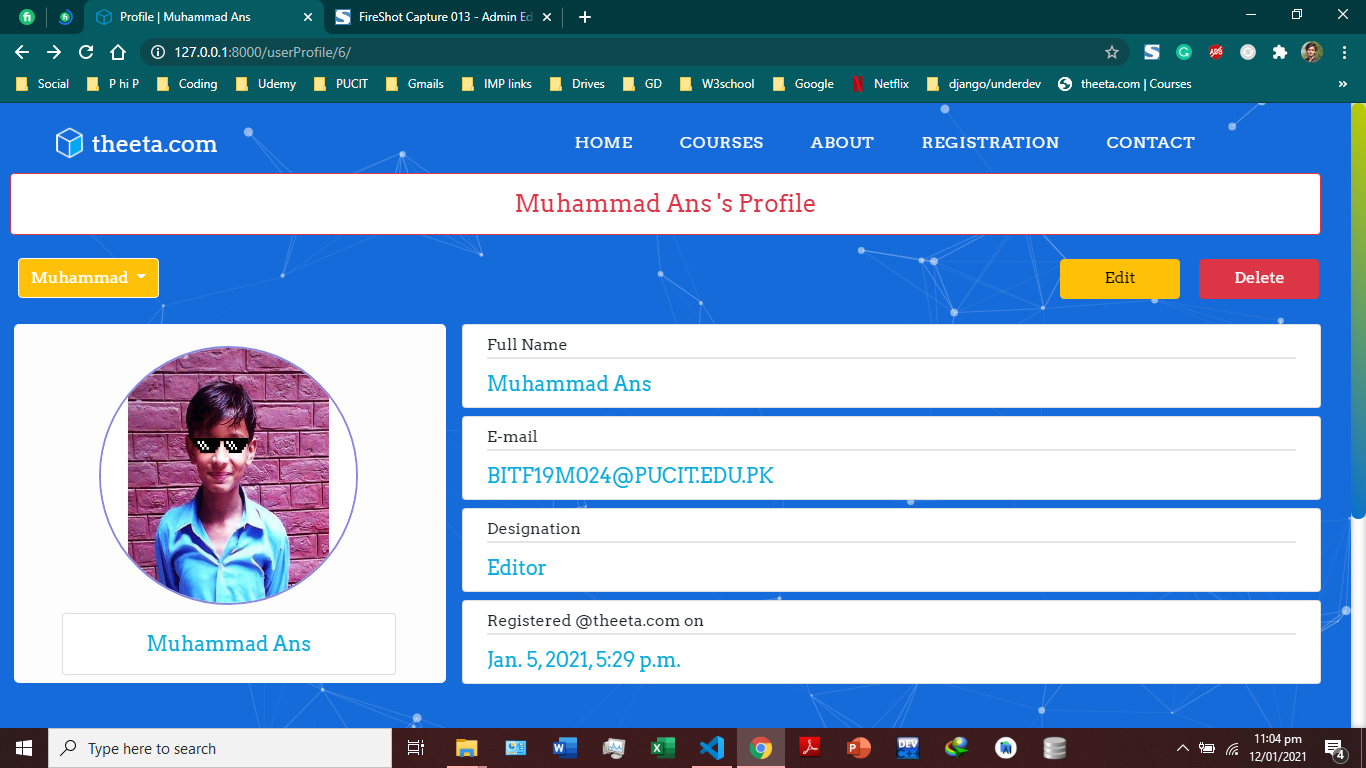 Profile | Muhammad Ans
FireShot Capture 013 - Admin Ed
127.0.0.1:8000/userProfile/6/
Social
P hi P
Coding
Udemy
PUCIT
Gmails
IMP links
Drives
GD
W3school
Google
Netflix
django/underdev
theeta.com | Courses
»
theeta.com
HOME
COURSES
ABOUT
REGISTRATION
CONTACT
Muhammad Ans 's Profile
Muhammad
Edit
Delete
Full Name
Muhammad Ans
E-mail
BITF19M024@PUCIT.EDU.PK
Designation
Editor
Registered @theeta.com on
Jan. 5, 2021, 5:29 p.m.
Muhammad Ans
Type here to search
DEV
11:04 pm
12/01/2021
4